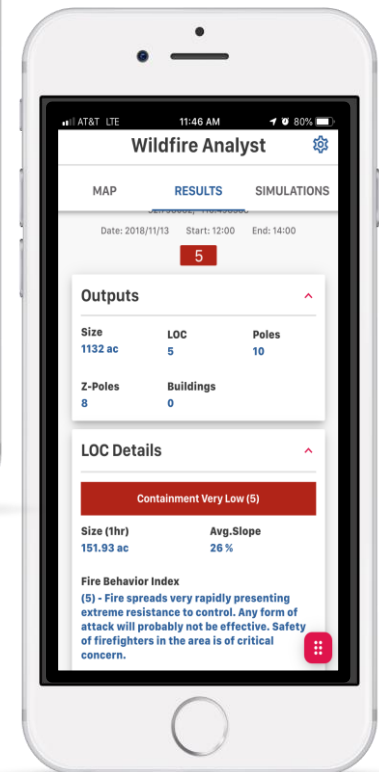 AT&T LTE 11:46 AM 80%
Wildfire Analyst
MAP RESULTS SIMULATIONS
Date: 2018/11/13 Start: 12:00 End: 14:00
5
Outputs
Size LOC Poles
1132 ac 5 10
Z-Poles Buildings
8 0
LOC Details
Containment Very Low (5)
Size (1hr) Avg.Slope
151.93 ac 26 %
Fire Behavior Index
(5) - Fire spreads very rapidly presenting
extreme resistance to control. Any form of
attack will probably not be effective. Safety
of firefighters in the area is of critical
concern.